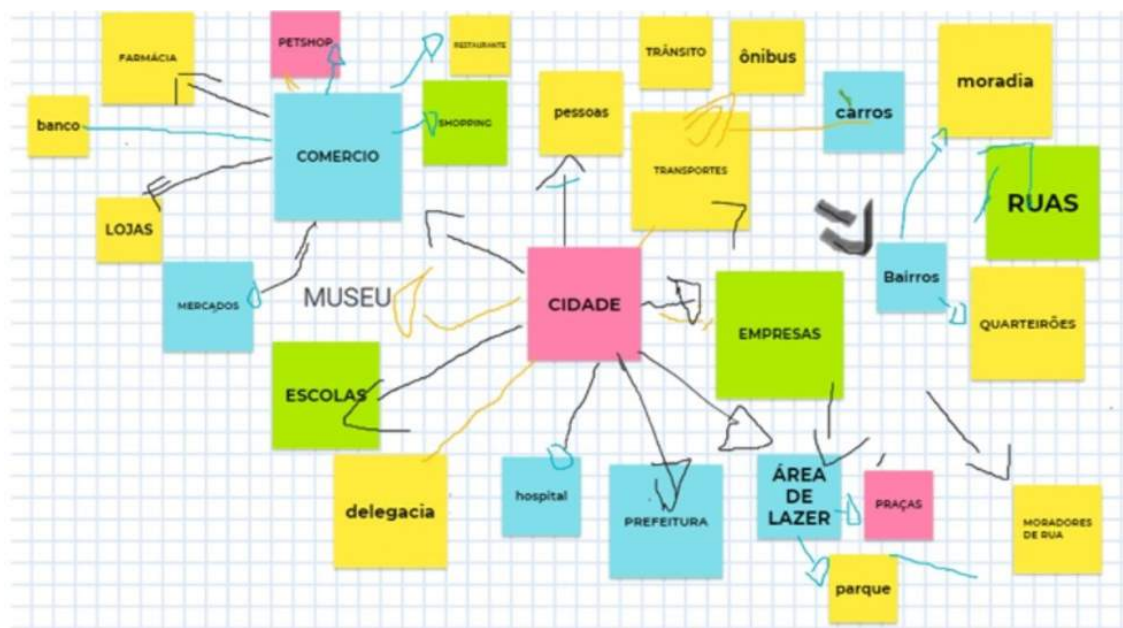 FARMÁCIA
PETSHOP
RESTAURANTE
TRÂNSITO
ônibus
moradia
banco
SHOPPING
pessoas
carros
COMERCIO
TRANSPORTES
LOJAS
RUAS
MERCADOS
MUSEU
CIDADE
Bairros
EMPRESAS
QUARTEIRÕES
ESCOLAS
delegacia
hospital
PREFEITURA
ÁREA
DE
LAZER
PRAÇAS
MORADORES
DE RUA
parque